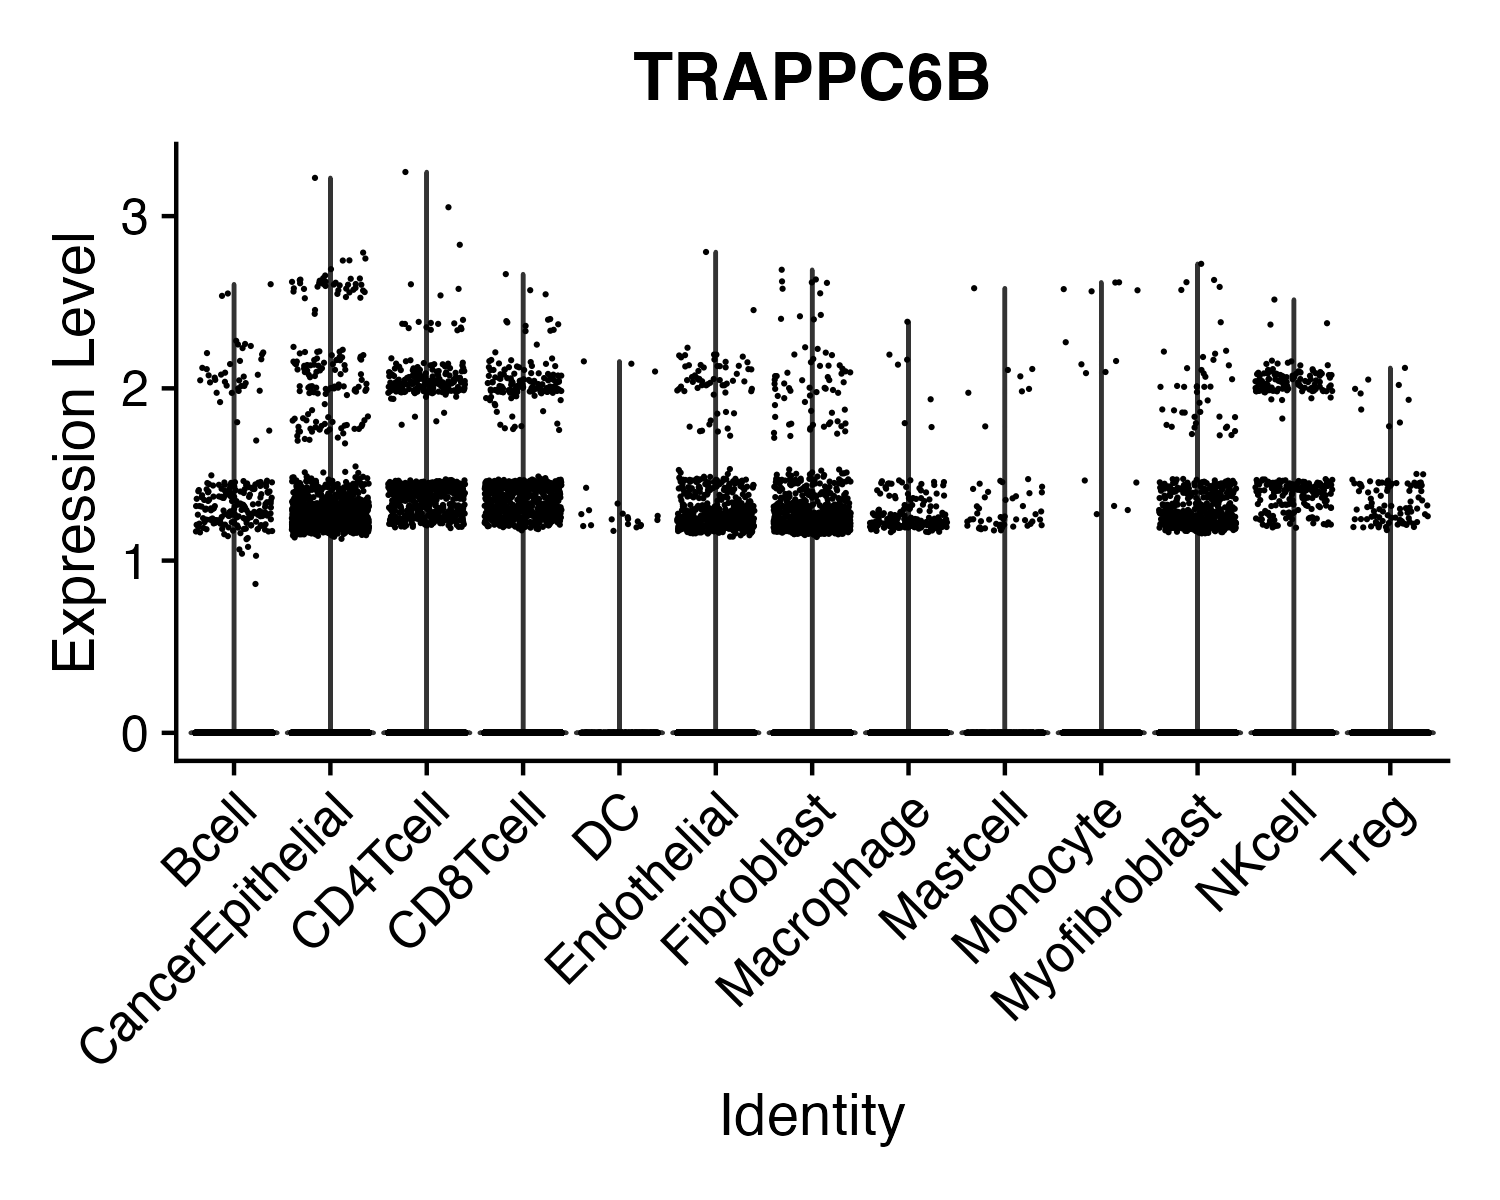 TRAPPC6B
Expression Level
3
2
1
0
Bcell
CancerEpithelial
CD4Tcell
CD8Tcell
DC
Endothelial
Fibroblast
Macrophage
Mastcell
Monocyte
Myofibroblast
NKcell
Treg
Identity